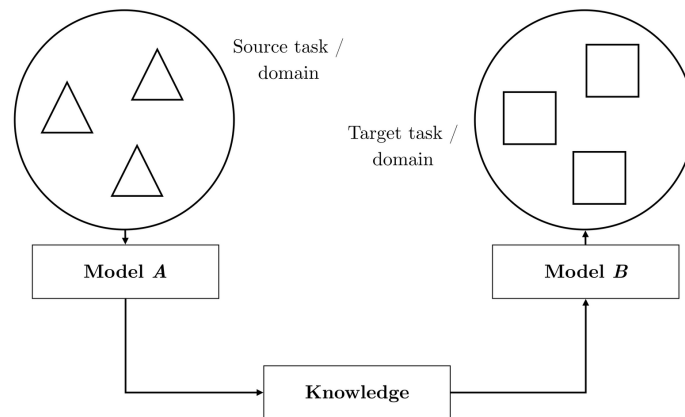 Source task /
domain
Target task /
domain
Model A
Model B
Knowledge